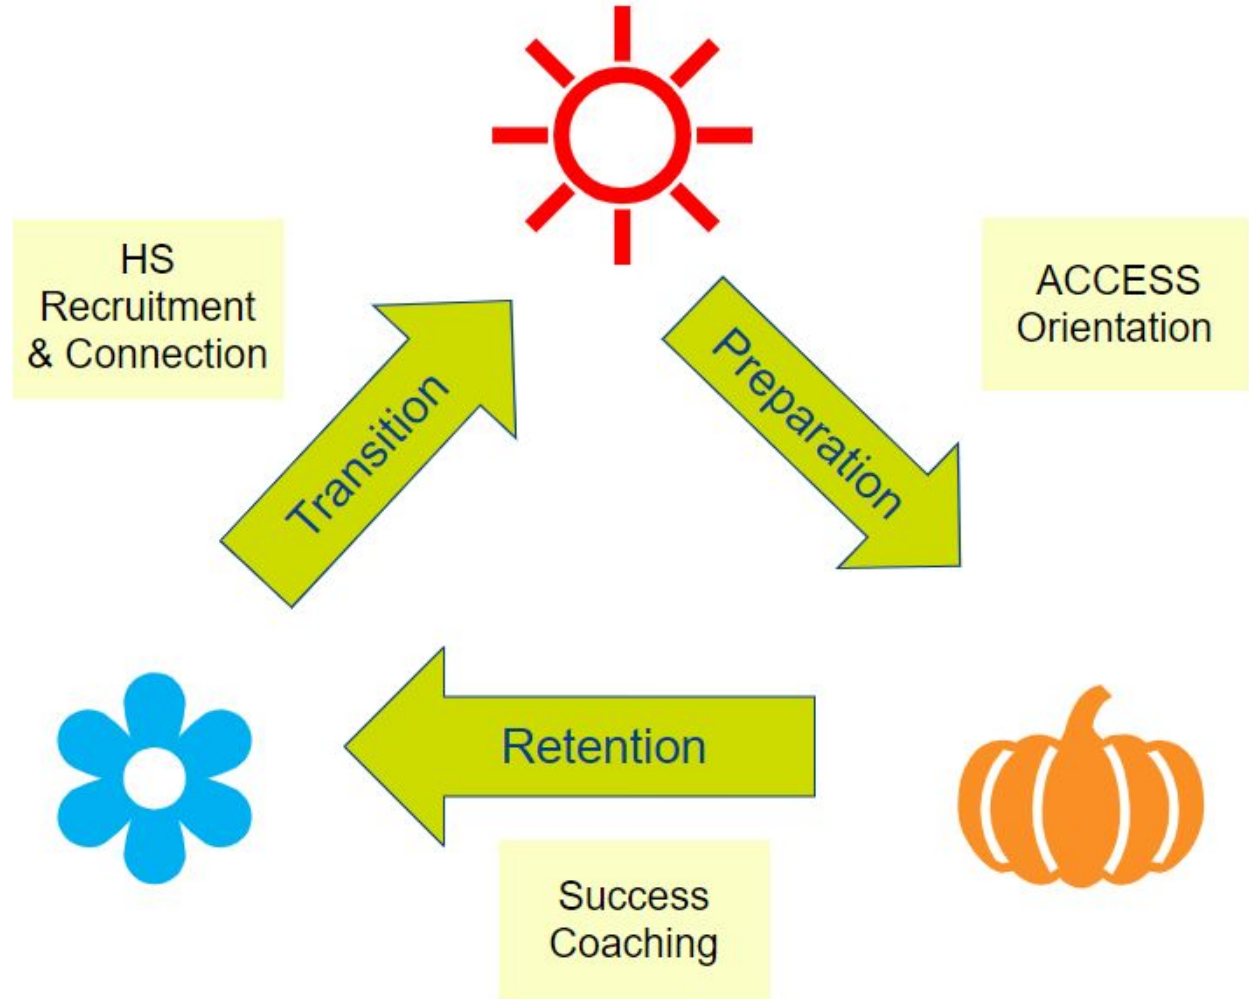 HS
Recruitment
& Connection
ACCESS
Orientation
Transition
Preparation
Retention
Success
Coaching